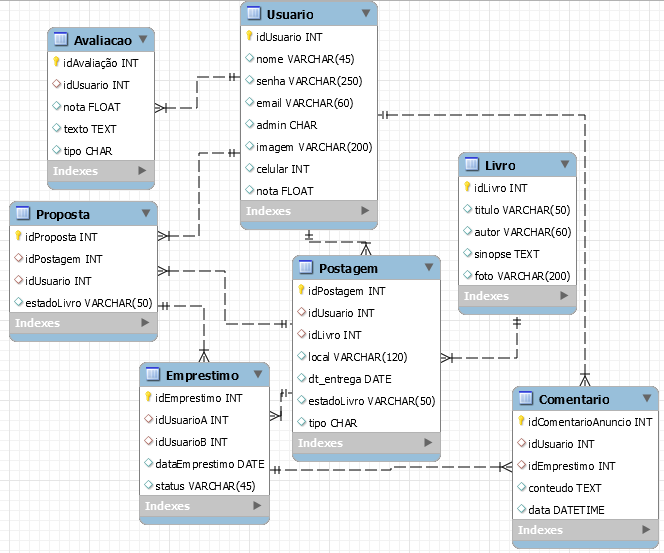 Usuario
idUsuario INT
nome VARCHAR(45)
senha VARCHAR(250)
email VARCHAR(60)
admin CHAR
imagem VARCHAR(200)
celular INT
nota FLOAT
Indexes
Avaliacao
idAvaliação INT
idUsuario INT
nota FLOAT
texto TEXT
tipo CHAR
Indexes
Livro
idLivro INT
titulo VARCHAR(50)
autor VARCHAR(60)
sinopse TEXT
foto VARCHAR(200)
Indexes
Proposta
idProposta INT
idPostagem INT
idUsuario INT
estadoLivro VARCHAR(50)
Indexes
Postagem
idPostagem INT
idUsuario INT
idLivro INT
local VARCHAR(120)
dt_entrega DATE
estadoLivro VARCHAR(50)
tipo CHAR
Indexes
Emprestimo
idEmprestimo INT
idUsuarioA INT
idUsuarioB INT
dataEmprestimo DATE
status VARCHAR(45)
Indexes
Comentario
idComentarioAnuncio INT
idUsuario INT
idEmprestimo INT
conteudo TEXT
data DATETIME
Indexes